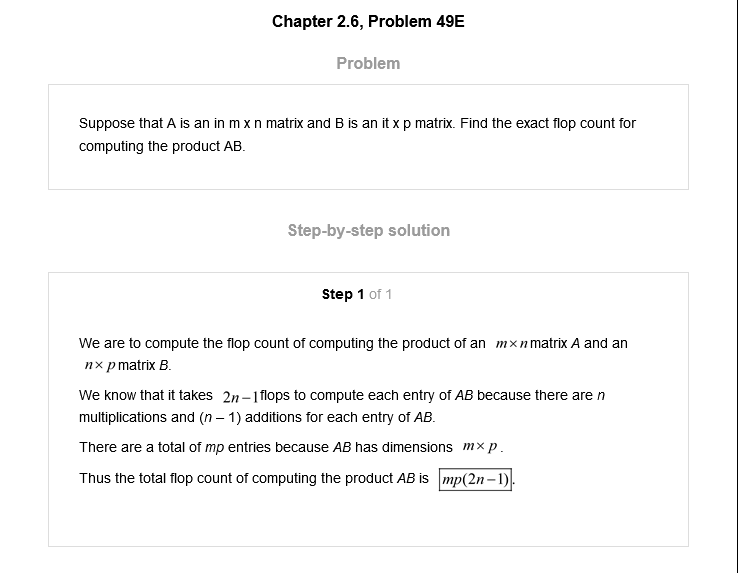 Chapter 2.6, Problem 49E
Problem
Suppose that A is an in m x n matrix and B is an it x p matrix. Find the exact flop count for
computing the product AB.
Step-by-step solution
Step 1 of 1
We are to compute the flop count of computing the product of an m×n matrix A and an
n×p matrix B.
We know that it takes 2n−1 flops to compute each entry of AB because there are n
multiplications and (n – 1) additions for each entry of AB.
There are a total of mp entries because AB has dimensions m×p.
Thus the total flop count of computing the product AB is mp(2n−1).